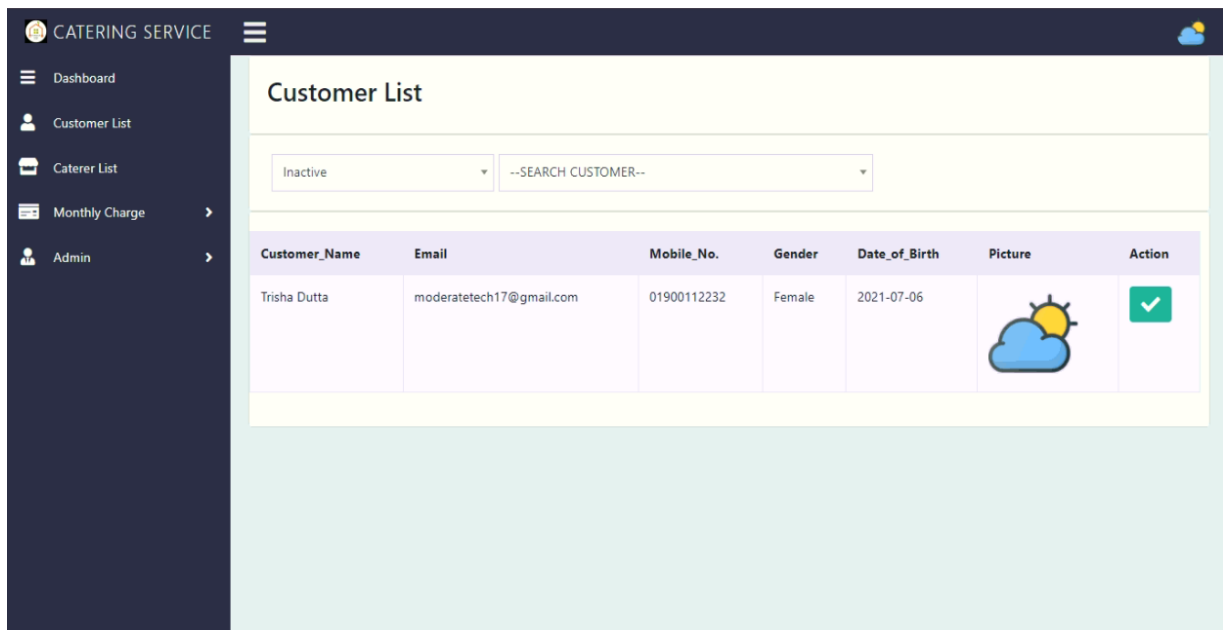 CATERING SERVICE
Dashboard
Customer List
Caterer List
Monthly Charge
Admin
Customer List
Inactive --SEARCH CUSTOMER--
Customer_Name Email Mobile_No. Gender Date_of_Birth Picture Action
Trisha Dutta moderatetech17@gmail.com 01900112232 Female 2021-07-06